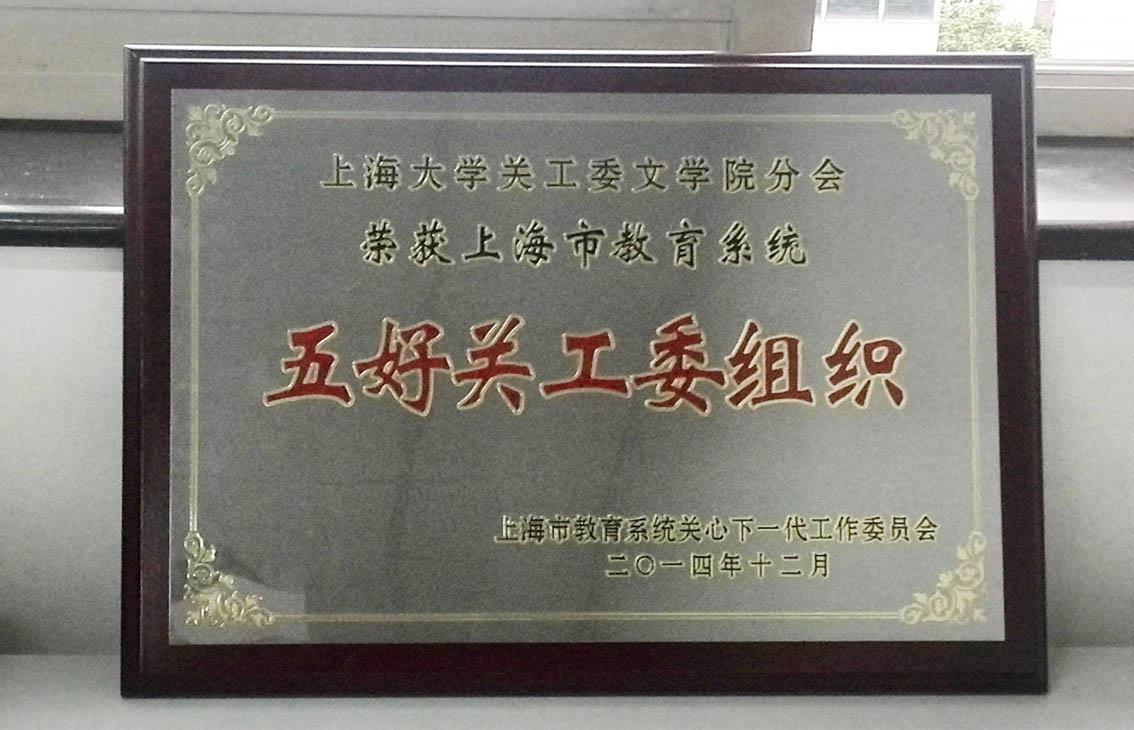 上海大学关工委文学院分会
荣获上海市教育系统
五好关工委组织
上海市教育系统关心下一代工作委员会
二〇一四年十二月